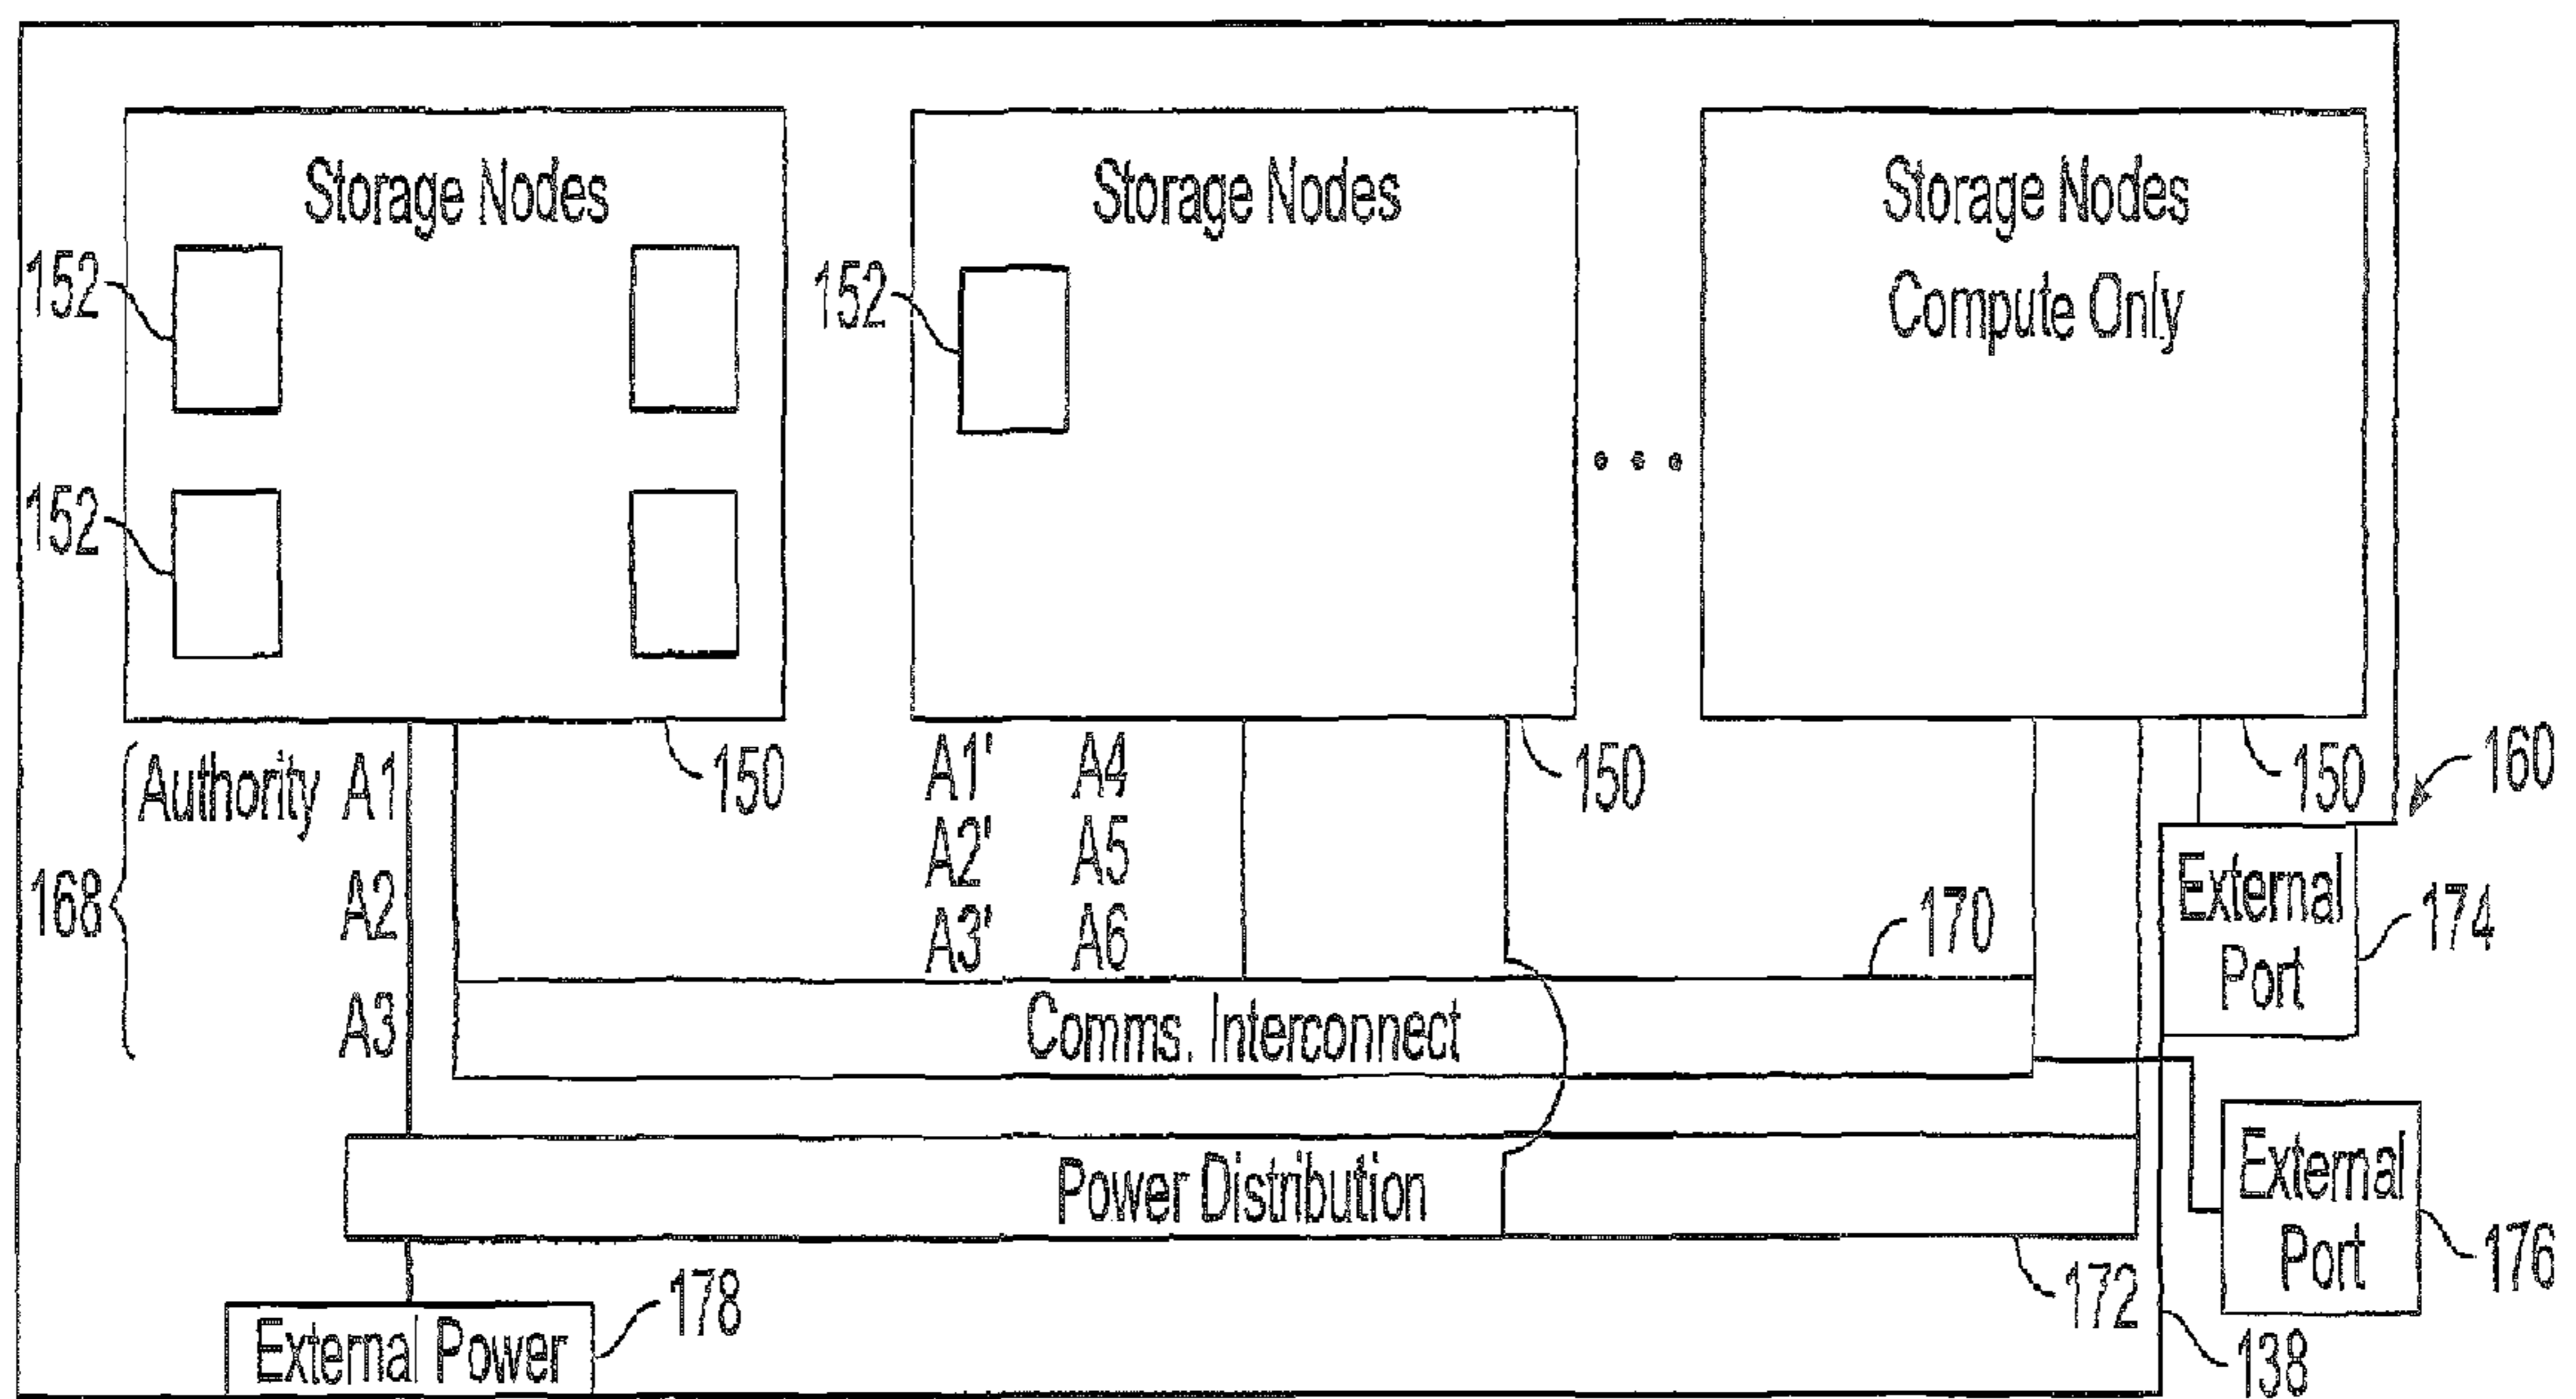 Storage Nodes
152
152
Storage Nodes
152
Storage Nodes
Compute Only
150
150
150
160
168
Authority A1
A2
A3
A1' A4
A2' A5
A3' A6
170
External
Port
174
Comms. Interconnect
Power Distribution
172
External
Port
176
External Power
178
138